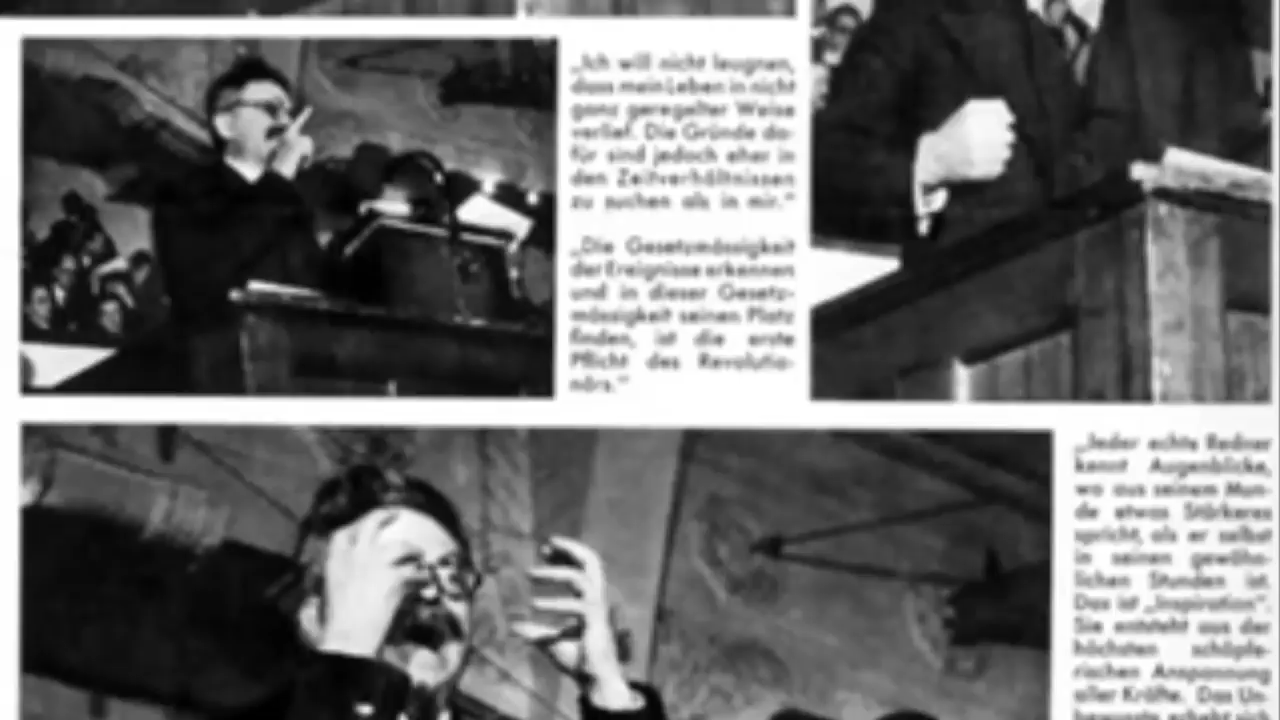 „Ich will nicht leugnen,
dass mein Leben in nicht
ganz geregelter Weise
verlief. Die Gründe da-
für sind jedoch eher in
den Zeitverhältnissen
zu suchen als in mir."
„Die Gesetzmässigkeit
der Ereignisse erkennen
und in dieser Gesetz-
mässigkeit seinen Platz
finden, ist die erste
Pflicht des Revolutio-
närs."
„Jeder echte Redner
kennt Augenblicke,
wo aus seinem Mun-
de etwas Stärkeres
spricht, als er selbst
in seinen gewöhn-
lichen Stunden ist.
Das ist „Inspiration".
Sie entsteht aus der
höchsten schöpfe-
rischen Anspannung
aller Kräfte. Das Un-